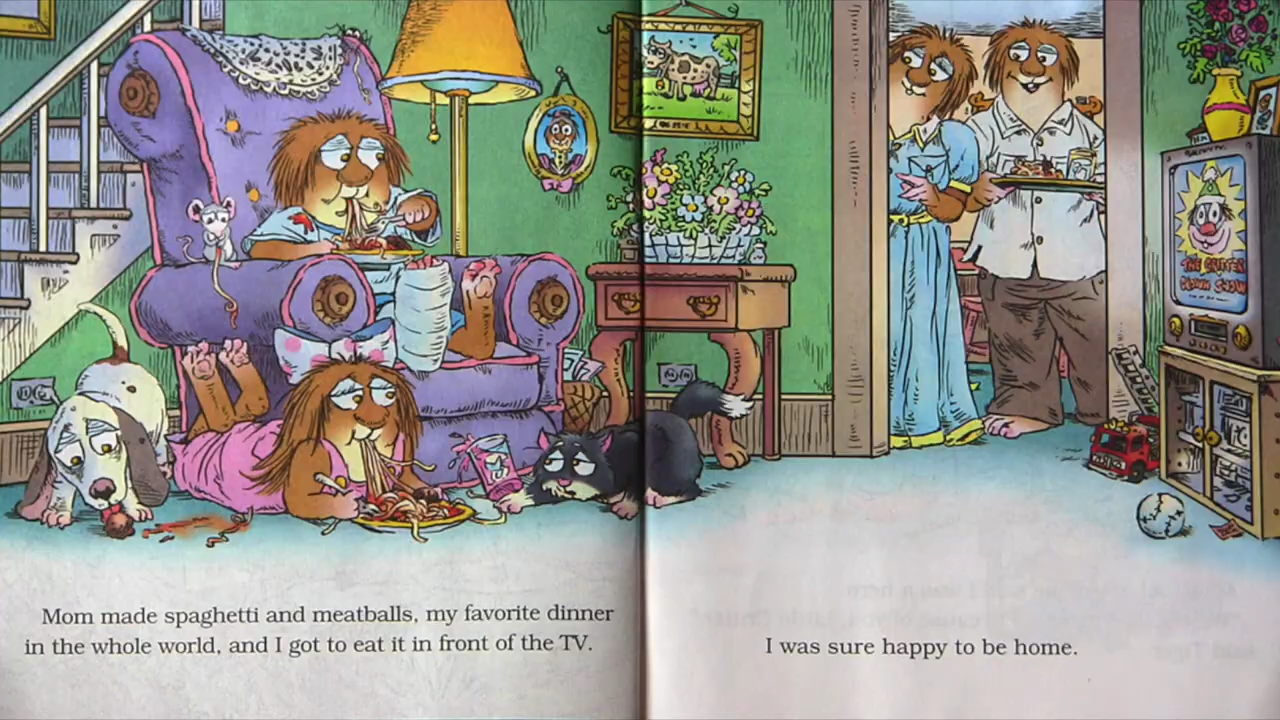 Mom made spaghetti and meatballs, my favorite dinner
in the whole world, and I got to eat it in front of the TV.
I was sure happy to be home.
THE CRITTER
CLOWN SHOW